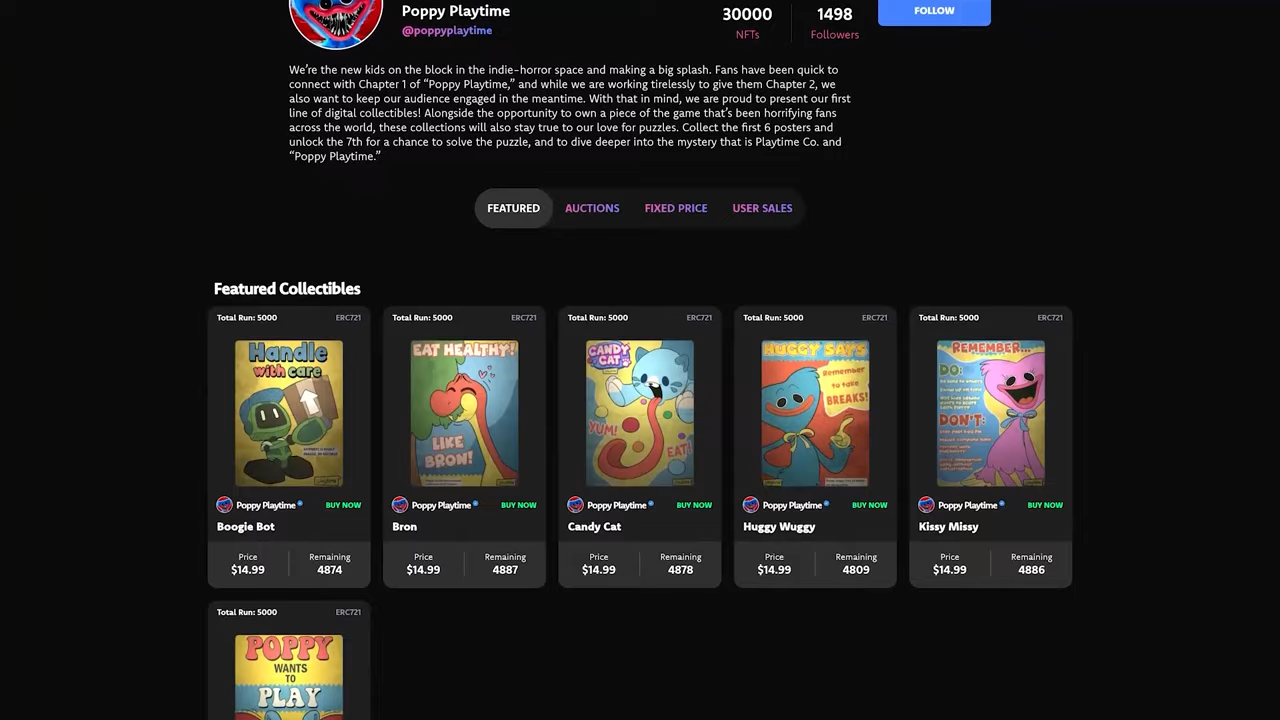 Poppy Playtime
@poppyplaytime
30000
NFTs
1498
Followers
FOLLOW
We're the new kids on the block in the indie-horror space and making a big splash. Fans have been quick to
connect with Chapter 1 of “Poppy Playtime,” and while we are working tirelessly to give them Chapter 2, we
also want to keep our audience engaged in the meantime. With that in mind, we are proud to present our first
line of digital collectibles! Alongside the opportunity to own a piece of the game that's been horrifying fans
across the world, these collections will also stay true to our love for puzzles. Collect the first 6 posters and
unlock the 7th for a chance to solve the puzzle, and to dive deeper into the mystery that is Playtime Co. and
“Poppy Playtime.”
FEATURED
AUCTIONS
FIXED PRICE
USER SALES
Featured Collectibles
Total Run: 5000
ERC721
Handle
with care
Poppy Playtime
BUY NOW
Boogie Bot
Price
$14.99
Remaining
4874
Total Run: 5000
ERC721
EAT HEALTHY!
LIKE
BRON!
Poppy Playtime
BUY NOW
Bron
Price
$14.99
Remaining
4887
Total Run: 5000
ERC721
CANDY
CAT
YUM!
EAT!
Poppy Playtime
BUY NOW
Candy Cat
Price
$14.99
Remaining
4878
Total Run: 5000
ERC721
HUGGY SAYS
Remember
to take
BREAKS!
Poppy Playtime
BUY NOW
Huggy Wuggy
Price
$14.99
Remaining
4809
Total Run: 5000
ERC721
REMEMBER...
DO:
DON'T:
Poppy Playtime
BUY NOW
Kissy Missy
Price
$14.99
Remaining
4886
Total Run: 5000
ERC721
POPPY
WANTS
TO
PLAY